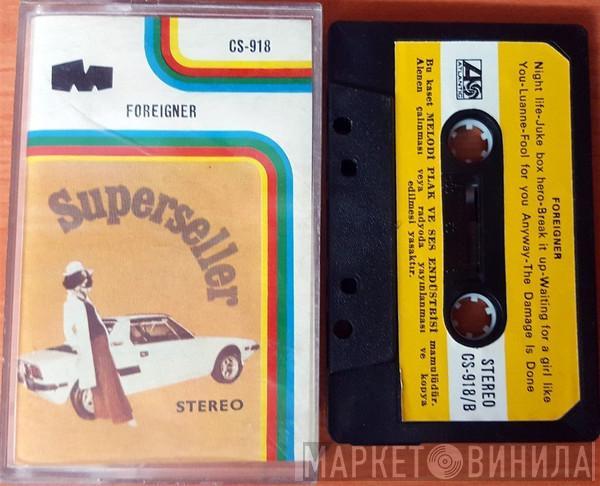 CS-918
FOREIGNER
Superseller
STEREO
FOREIGNER
Night life-Juke box hero-Break it up-Waiting for a girl like
You-Luanne-Fool for you Anyway-The Damage Is Done
STEREO
CS-918/B
ATLANTIC
Bu kaset MELODİ PLAK VE SES ENDÜSTRİSİ mamulüdür.
Alenen çalınması veya radyoda yayınlanması ve kopya
edilmesi yasaktır.
МАРКЕТ ВИНИЛА